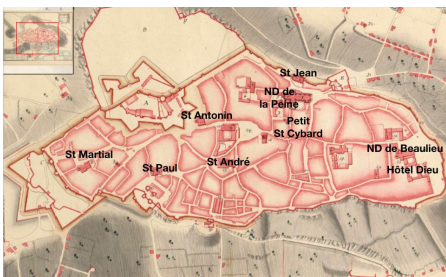 St Jean
ND de
la Peine
St Antonin
Petit
St Cybard
ND de Beaulieu
St Martial
St Paul
St André
Hôtel Dieu
A
B